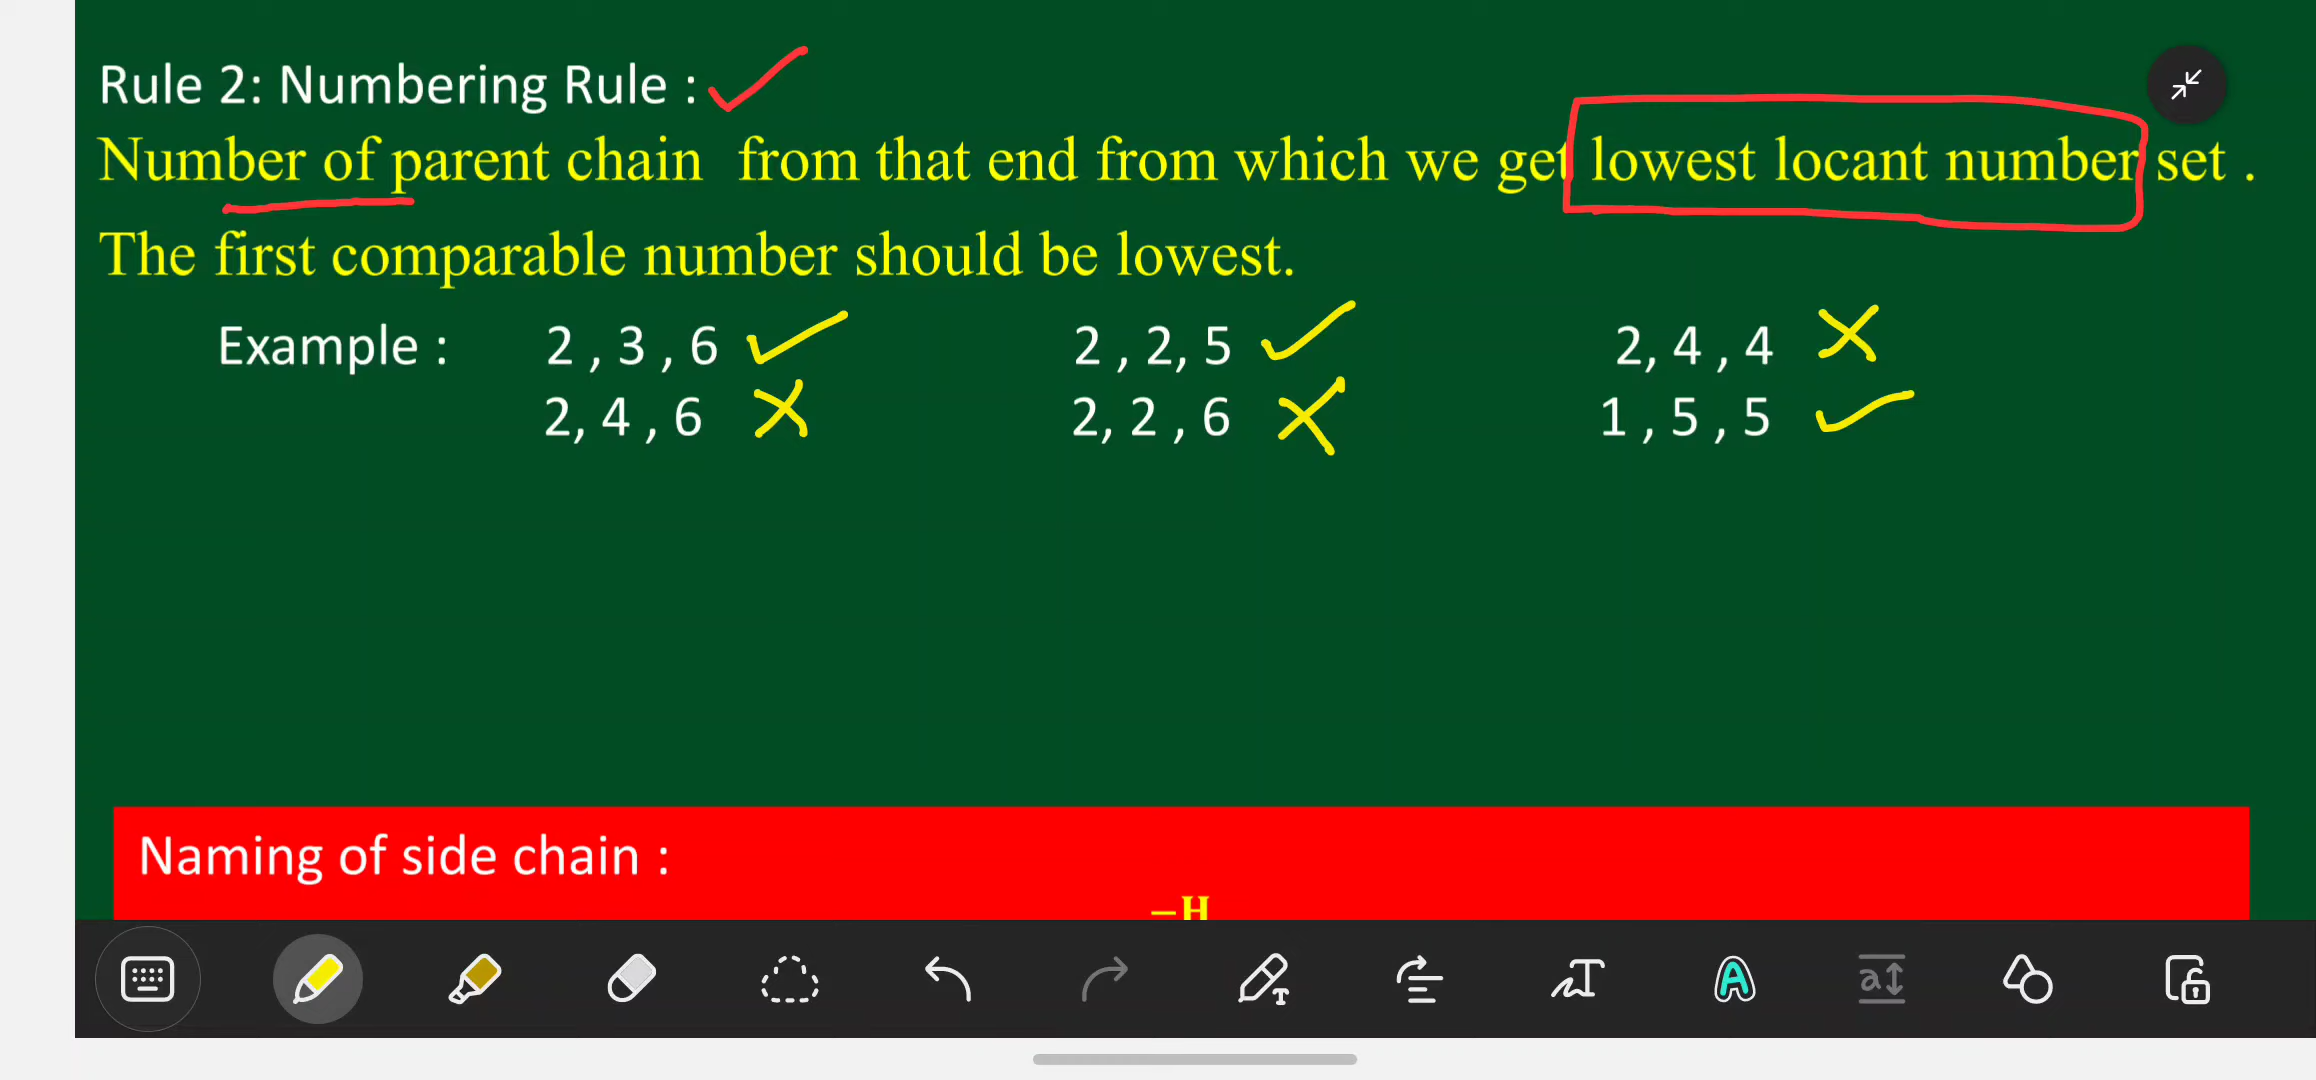 Rule 2: Numbering Rule :
Number of parent chain from that end from which we get lowest locant number set .
The first comparable number should be lowest.
Example : 2 , 3 , 6 2 , 2, 5 2, 4 , 4
2, 4 , 6 2, 2 , 6 1 , 5 , 5
Naming of side chain :
–H